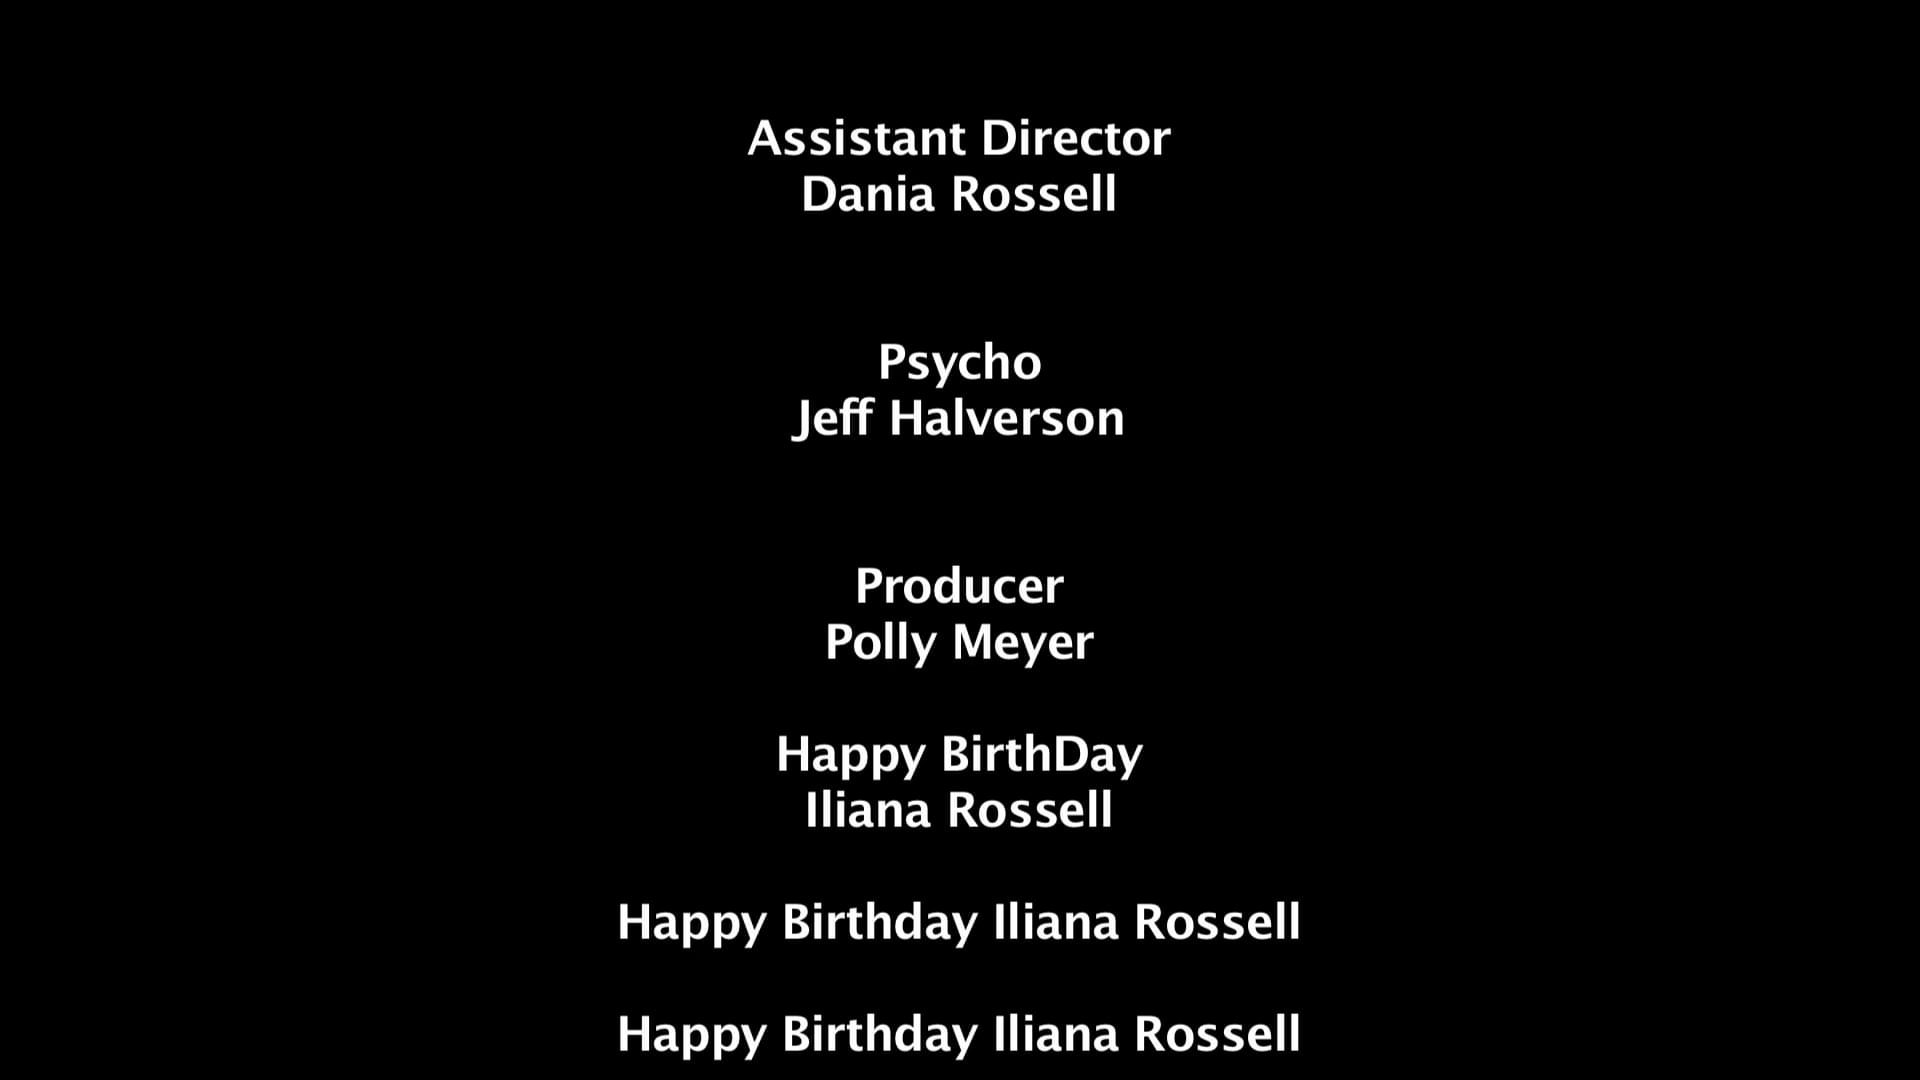 Assistant Director
Dania Rossell
Psycho
Jeff Halverson
Producer
Polly Meyer
Happy BirthDay
Iliana Rossell
Happy Birthday Iliana Rossell
Happy Birthday Iliana Rossell